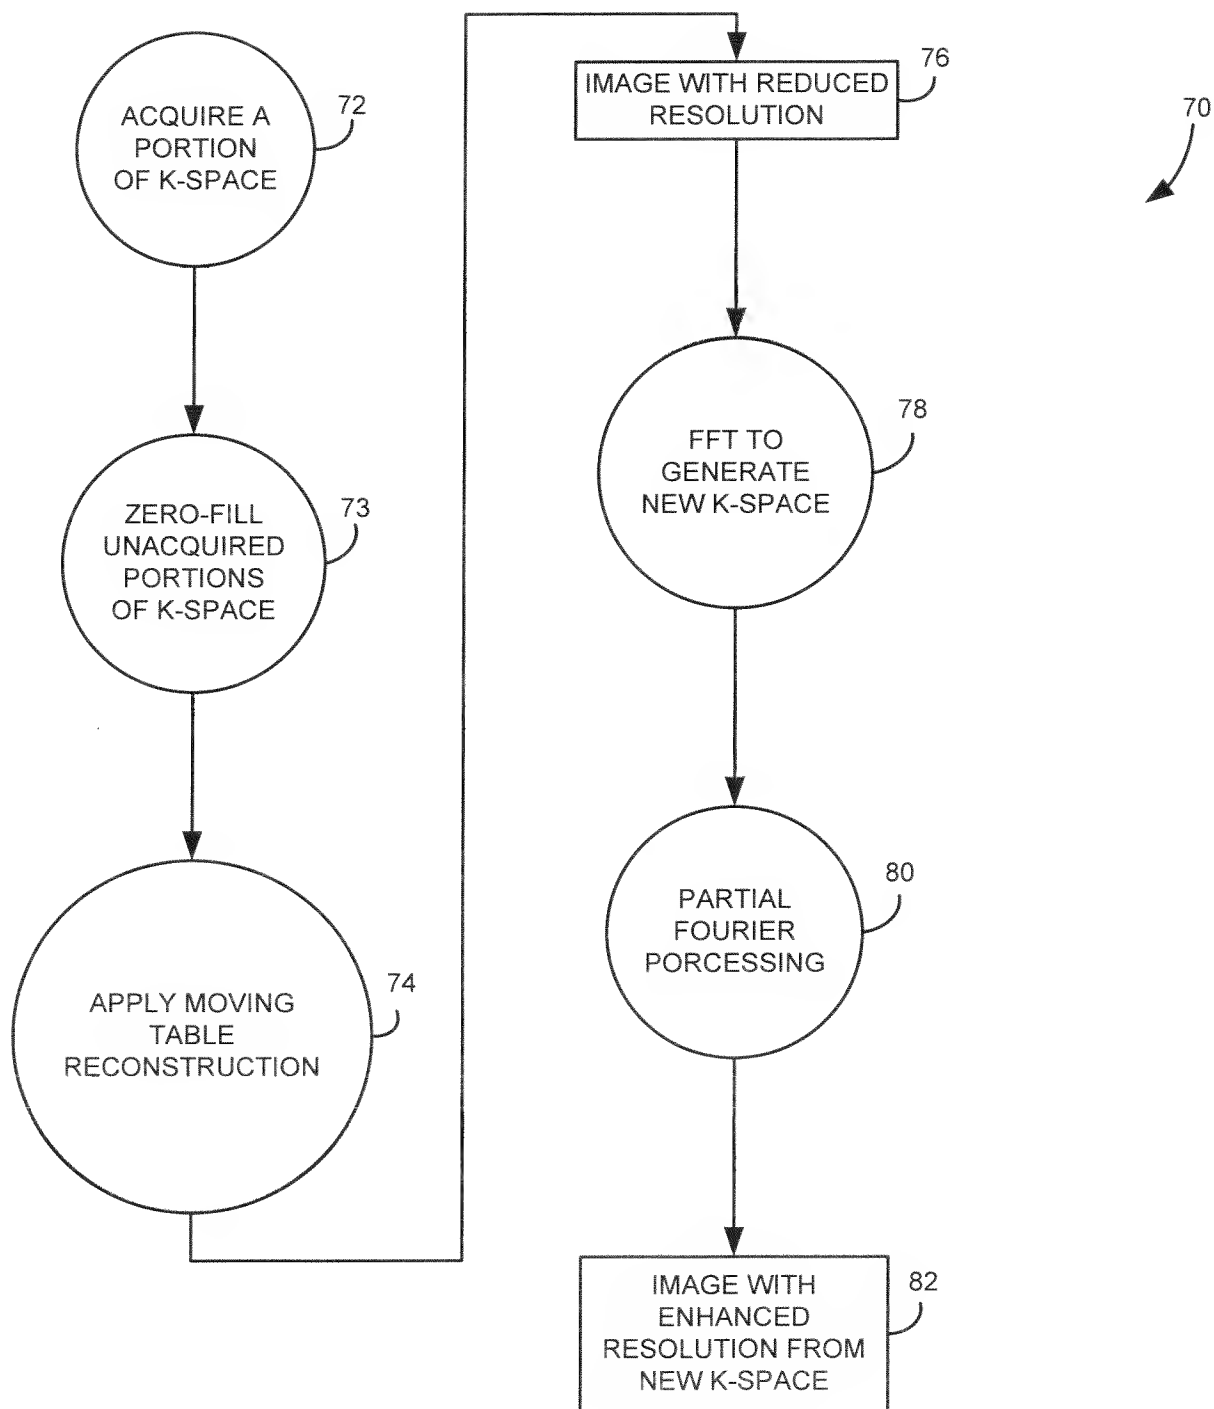 ACQUIRE A
PORTION
OF K-SPACE
72
ZERO-FILL
UNACQUIRED
PORTIONS
OF K-SPACE
73
APPLY MOVING
TABLE
RECONSTRUCTION
74
IMAGE WITH REDUCED
RESOLUTION
76
70
FFT TO
GENERATE
NEW K-SPACE
78
PARTIAL
FOURIER
PORCESSING
80
IMAGE WITH
ENHANCED
RESOLUTION FROM
NEW K-SPACE
82